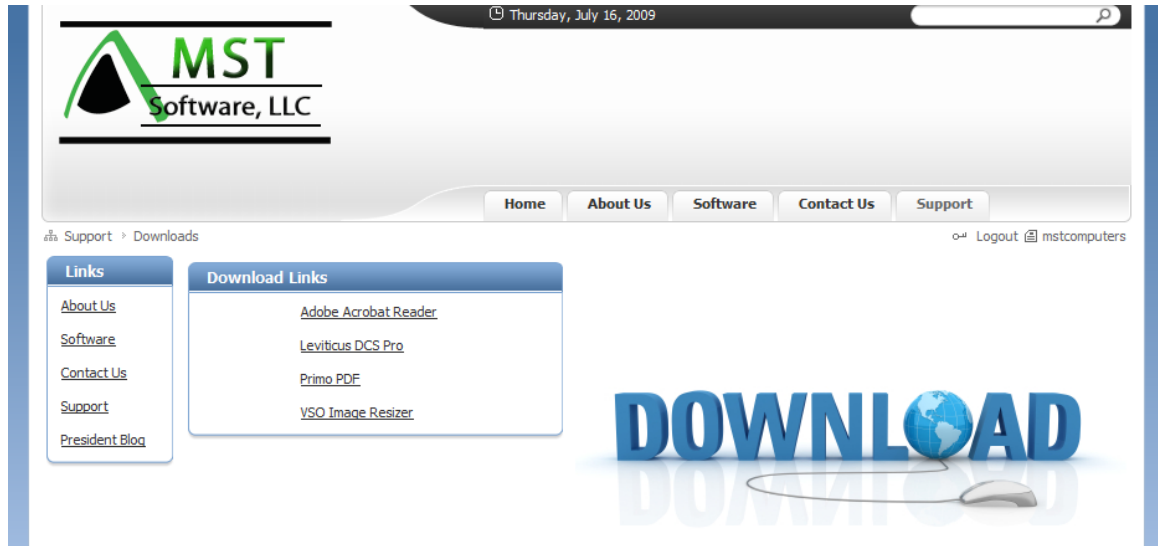 Thursday, July 16, 2009
MST
Software, LLC
Home About Us Software Contact Us Support
Support Downloads
Logout mstcomputers
Links
About Us
Software
Contact Us
Support
President Blog
Download Links
Adobe Acrobat Reader
Leviticus DCS Pro
Primo PDF
VSO Image Resizer
DOWNLOAD